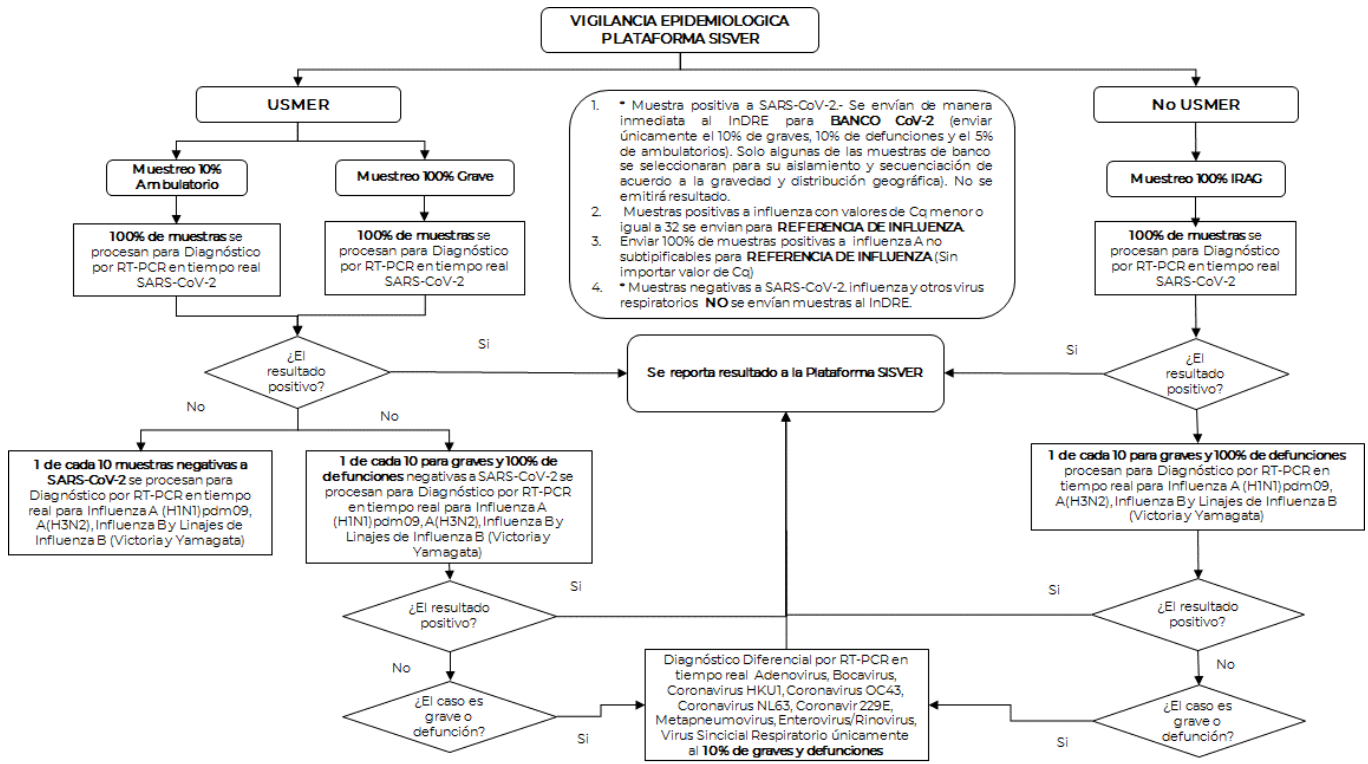 VIGILANCIA EPIDEMIOLOGICA
PLATAFORMA SISVER
USMER
No USMER
1. * Muestra positiva a SARS-CoV-2.- Se envían de manera
inmediata al InDRE para BANCO CoV-2 (enviar
únicamente el 10% de graves, 10% de defunciones y el 5%
de ambulatorios). Solo algunas de las muestras de banco
se seleccionaran para su aislamiento y secuenciación de
acuerdo a la gravedad y distribución geográfica). No se
emitirá resultado.
2. Muestras positivas a influenza con valores de Cq menor o
igual a 32 se envian para REFERENCIA DE INFLUENZA.
3. Enviar 100% de muestras positivas a influenza A no
subtipificables para REFERENCIA DE INFLUENZA (Sin
importar valor de Cq)
4. * Muestras negativas a SARS-CoV-2. influenza y otros virus
respiratorios NO se envían muestras al InDRE.
Muestreo 10%
Ambulatorio
Muestreo 100% Grave
Muestreo 100% IRAG
100% de muestras se
procesan para Diagnóstico
por RT-PCR en tiempo real
SARS-CoV-2
100% de muestras se
procesan para Diagnóstico
por RT-PCR en tiempo real
SARS-CoV-2
100% de muestras se
procesan para Diagnóstico
por RT-PCR en tiempo real
SARS-CoV-2
¿El
resultado
positivo?
Si
Se reporta resultado a la Plataforma SISVER
Si
¿El
resultado
positivo?
No
No
1 de cada 10 muestras negativas a
SARS-CoV-2 se procesan para
Diagnóstico por RT-PCR en tiempo
real para Influenza A (H1N1)pdm09,
A(H3N2), Influenza B y Linajes de
Influenza B (Victoria y Yamagata)
1 de cada 10 para graves y 100% de
defunciones negativas a SARS-CoV-2 se
procesan para Diagnóstico por RT-PCR
en tiempo real para Influenza A
(H1N1)pdm09, A(H3N2), Influenza B y
Linajes de Influenza B (Victoria y
Yamagata)
1 de cada 10 para graves y 100% de defunciones
procesan para Diagnóstico por RT-PCR en
tiempo real para Influenza A (H1N1)pdm09,
A(H3N2), Influenza B y Linajes de Influenza B
(Victoria y Yamagata)
¿El resultado
positivo?
Si
Si
¿El resultado
positivo?
No
No
Diagnóstico Diferencial por RT-PCR en
tiempo real Adenovirus, Bocavirus,
Coronavirus HKU1, Coronavirus OC43,
Coronavirus NL63, Coronavir 229E,
Metapneumovirus, Enterovirus/Rinovirus,
Virus Sincicial Respiratorio únicamente
al 10% de graves y defunciones
¿El caso es
grave o
defunción?
Si
Si
¿El caso es
grave o
defunción?